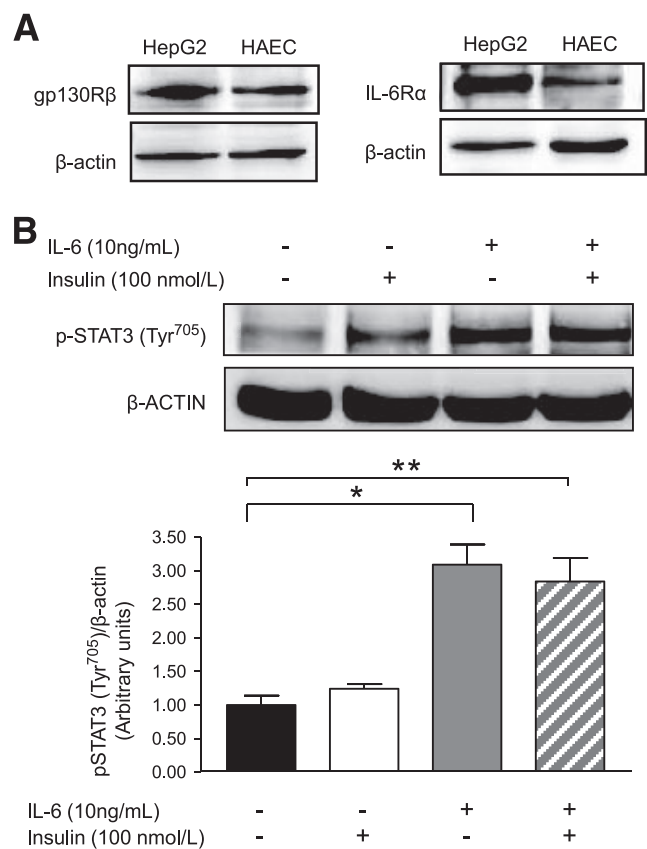 A
HepG2 HAEC
gp130Rβ
β-actin
HepG2 HAEC
IL-6Rα
β-actin
B
IL-6 (10ng/mL) - - + +
Insulin (100 nmol/L) - + - +
p-STAT3 (Tyr⁷⁰⁵)
β-ACTIN
**
*
pSTAT3 (Tyr⁷⁰⁵)/β-actin
(Arbitrary units)
3.50
3.00
2.50
2.00
1.50
1.00
0.50
0.00
IL-6 (10ng/mL) - - + +
Insulin (100 nmol/L) - + - +